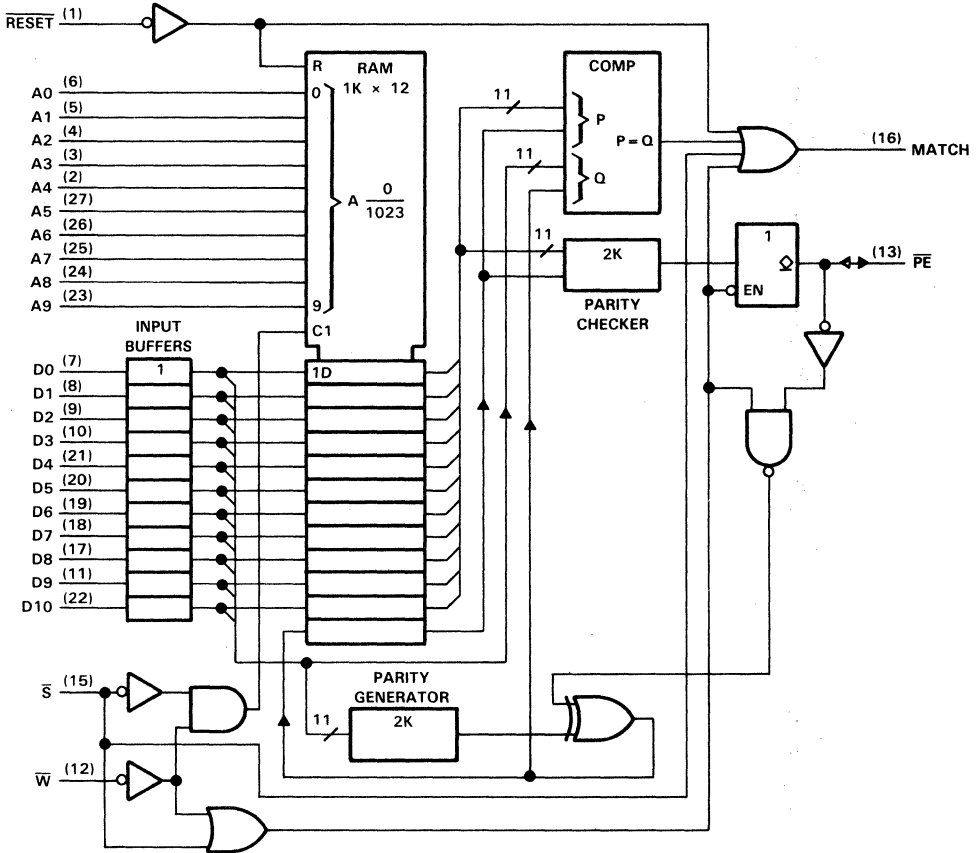 RESET (1)
R RAM
1K × 12
COMP
A0 (6) 0
A1 (5)
A2 (4)
A3 (3)
A4 (2)
A5 (27)
A6 (26)
A7 (25)
A8 (24)
A9 (23) 9
A 0
1023
C1
11
P
P = Q
11
Q
(16) MATCH
11
2K
PARITY
CHECKER
1
EN
(13) PE
INPUT
BUFFERS
D0 (7) 1 1D
D1 (8)
D2 (9)
D3 (10)
D4 (21)
D5 (20)
D6 (19)
D7 (18)
D8 (17)
D9 (11)
D10 (22)
S (15)
PARITY
GENERATOR
11
2K
W (12)